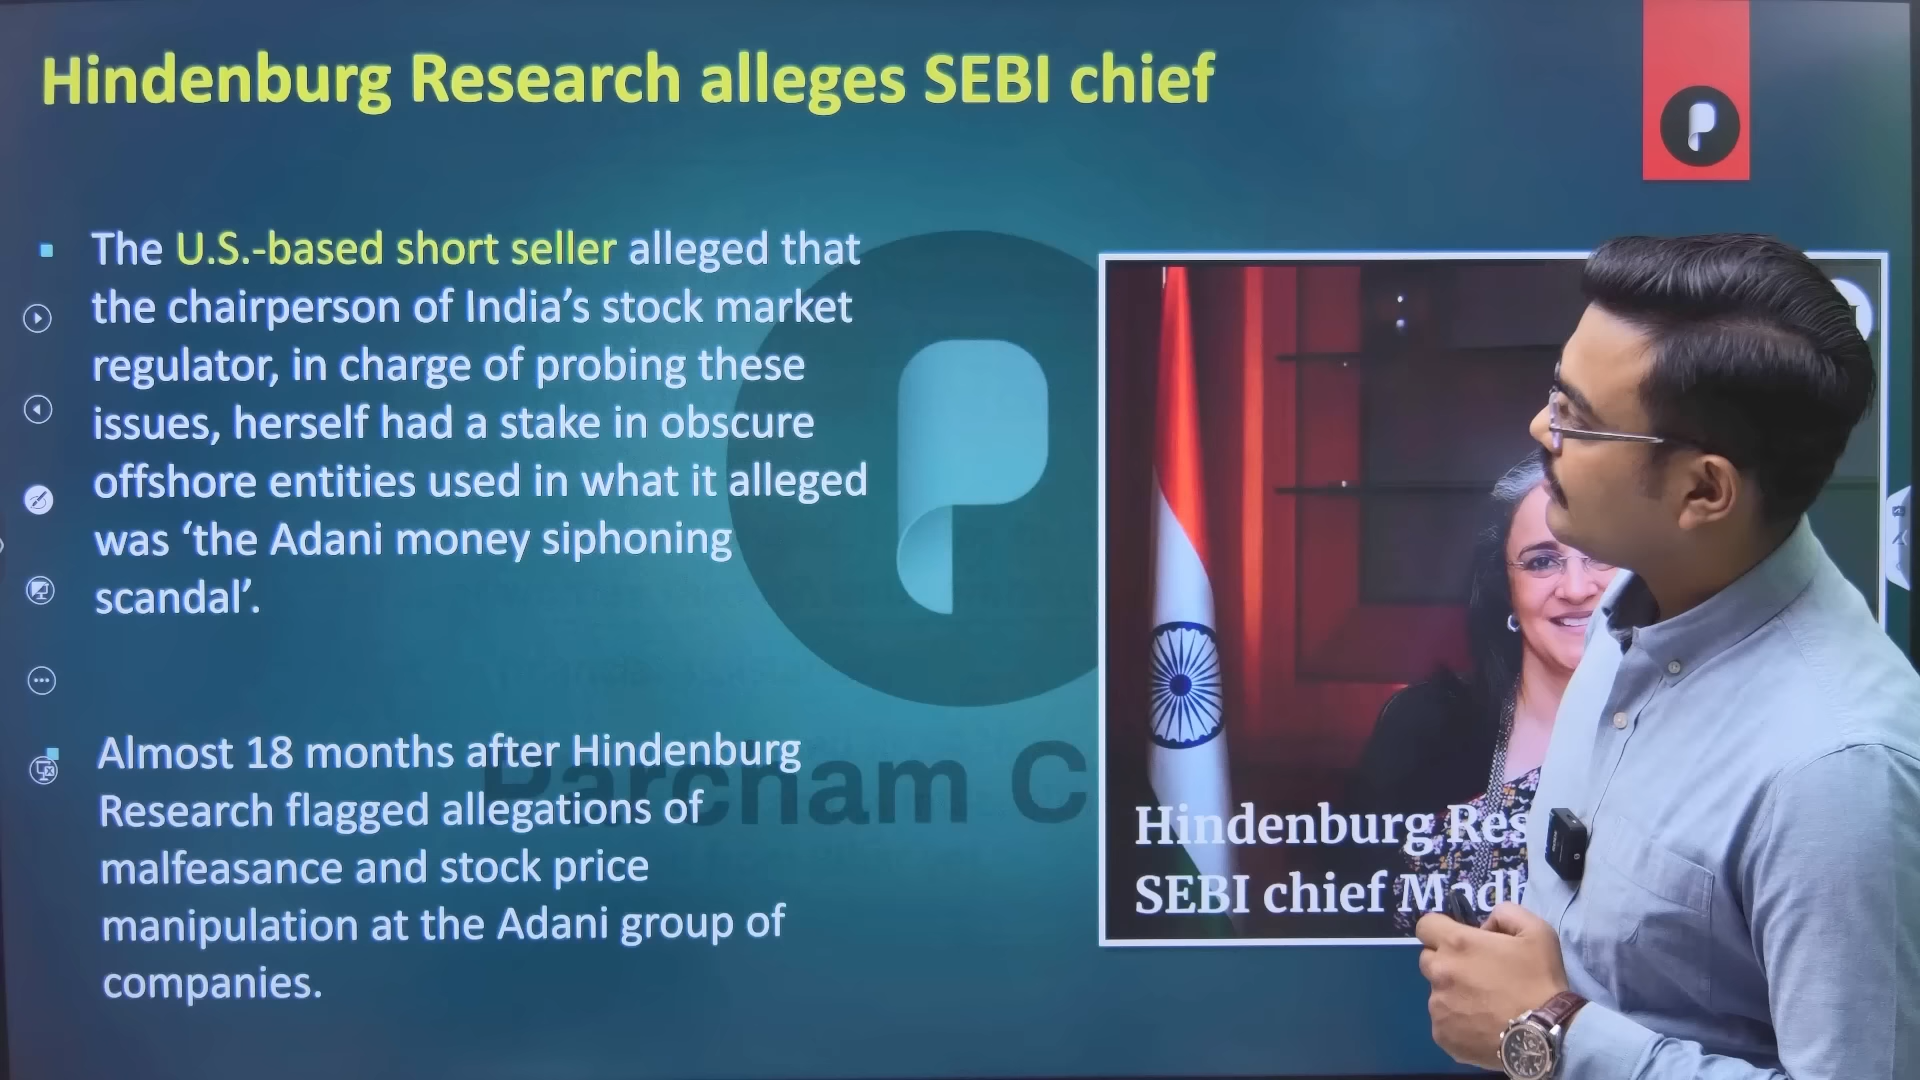 Hindenburg Research alleges SEBI chief
The U.S.-based short seller alleged that
the chairperson of India’s stock market
regulator, in charge of probing these
issues, herself had a stake in obscure
offshore entities used in what it alleged
was ‘the Adani money siphoning
scandal’.
Almost 18 months after Hindenburg
Research flagged allegations of
malfeasance and stock price
manipulation at the Adani group of
companies.
Parcham C
Hindenburg Res
SEBI chief Madh